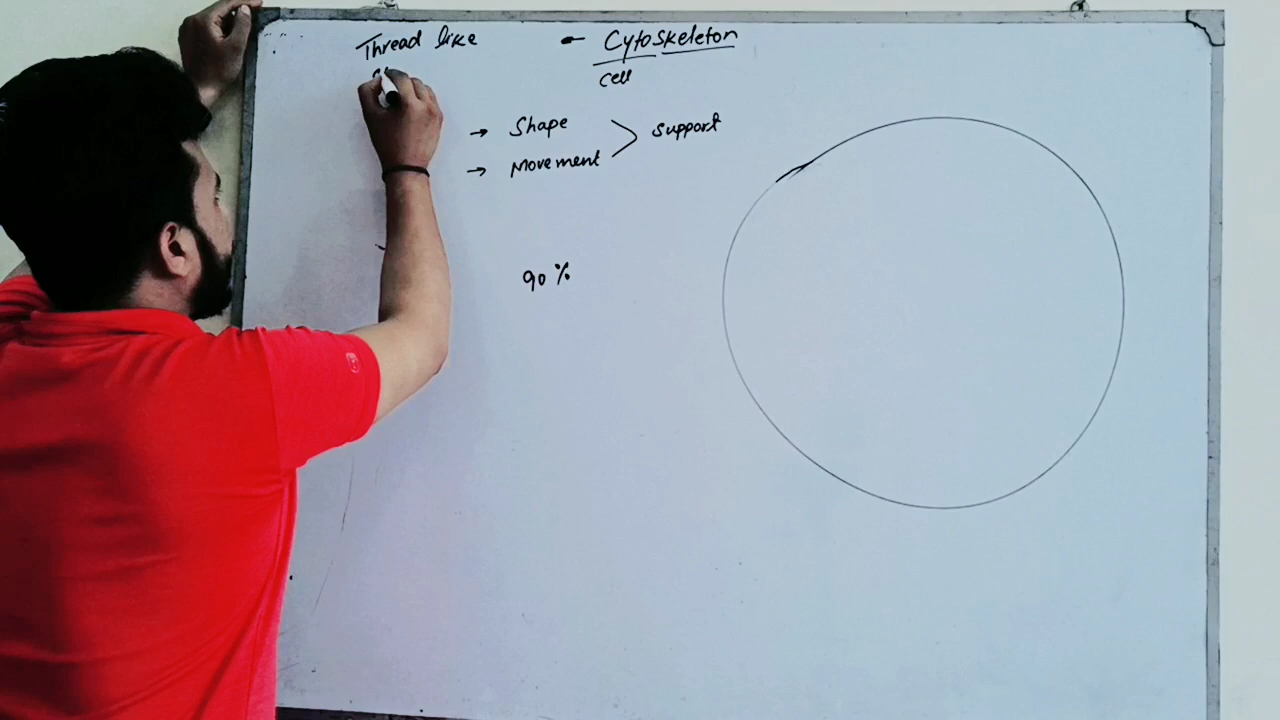 Thread like - Cytoskeleton
cell
→ Shape > support
→ Movement
90 %